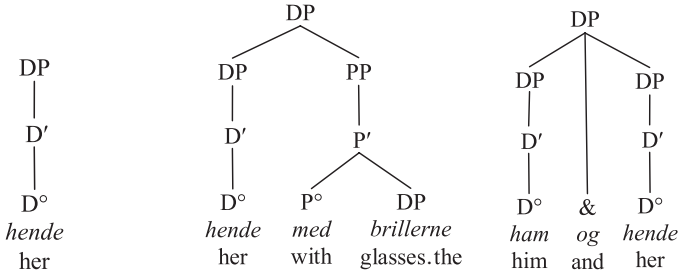 DP DP
DP DP PP DP DP
D′ D′ P′ D′ D′
D° D° P° DP D° & D°
hende hende med brillerne ham og hende
her her with glasses.the him and her